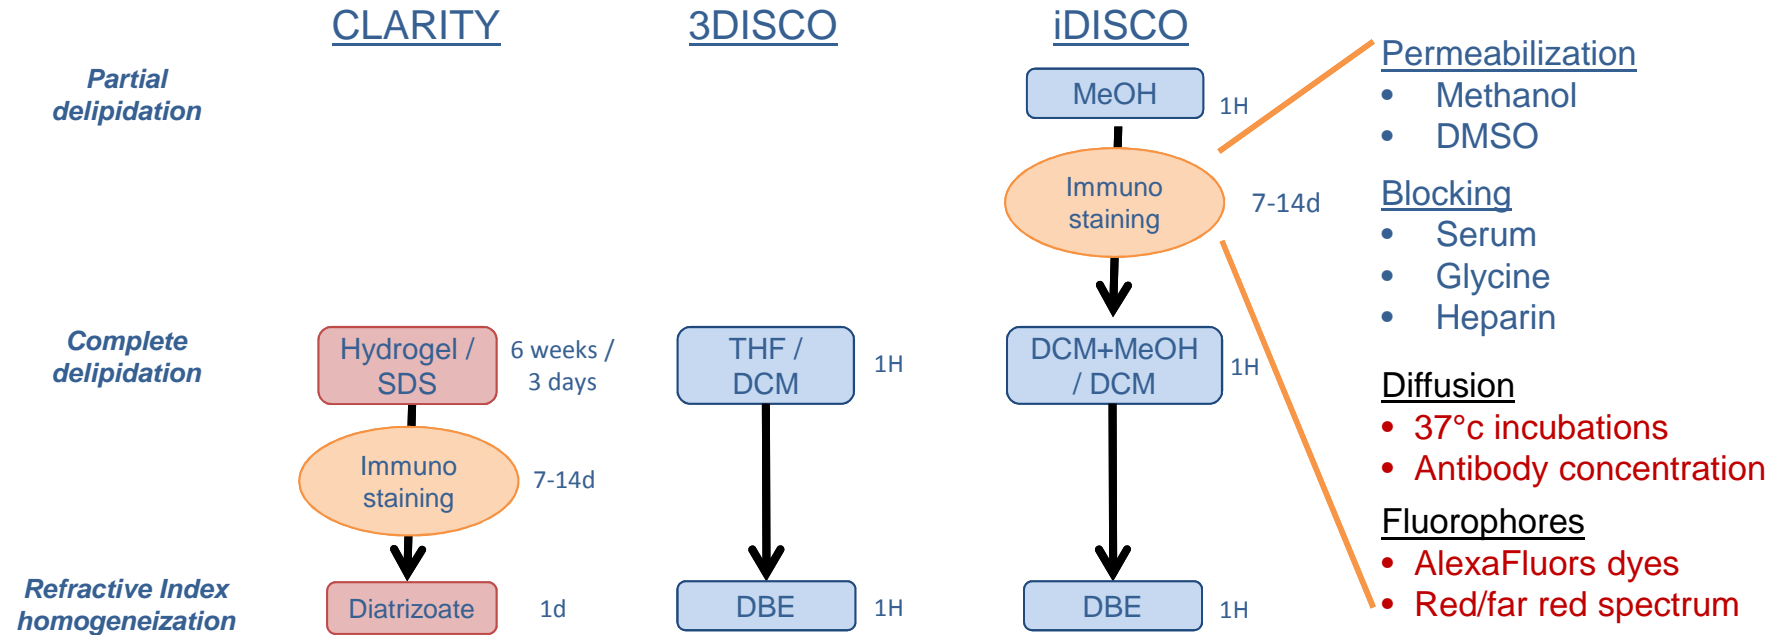 CLARITY
3DISCO
iDISCO
Partial
delipidation
MeOH
1H
Immuno
staining
7-14d
Complete
delipidation
Hydrogel /
SDS
6 weeks /
3 days
THF /
DCM
1H
DCM+MeOH
/ DCM
1H
Immuno
staining
7-14d
Refractive Index
homogeneization
Diatrizoate
1d
DBE
1H
DBE
1H
Permeabilization
• Methanol
• DMSO
Blocking
• Serum
• Glycine
• Heparin
Diffusion
• 37°c incubations
• Antibody concentration
Fluorophores
• AlexaFluors dyes
• Red/far red spectrum